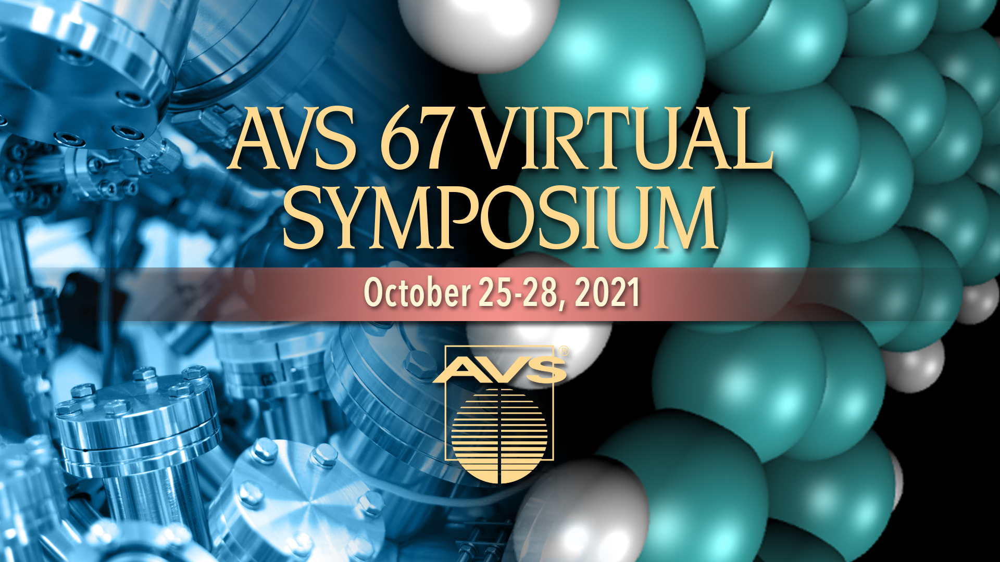 AVS 67 VIRTUAL
SYMPOSIUM
October 25-28, 2021
AVS®